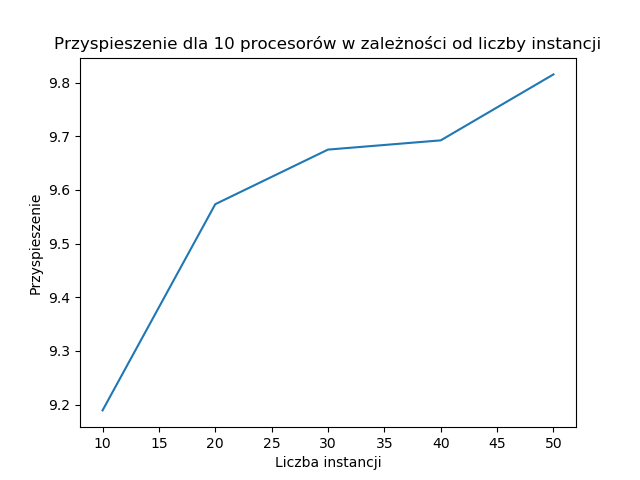 Przyspieszenie dla 10 procesorów w zależności od liczby instancji
9.8
9.7
9.6
9.5
9.4
9.3
9.2
Przyspieszenie
10 15 20 25 30 35 40 45 50
Liczba instancji